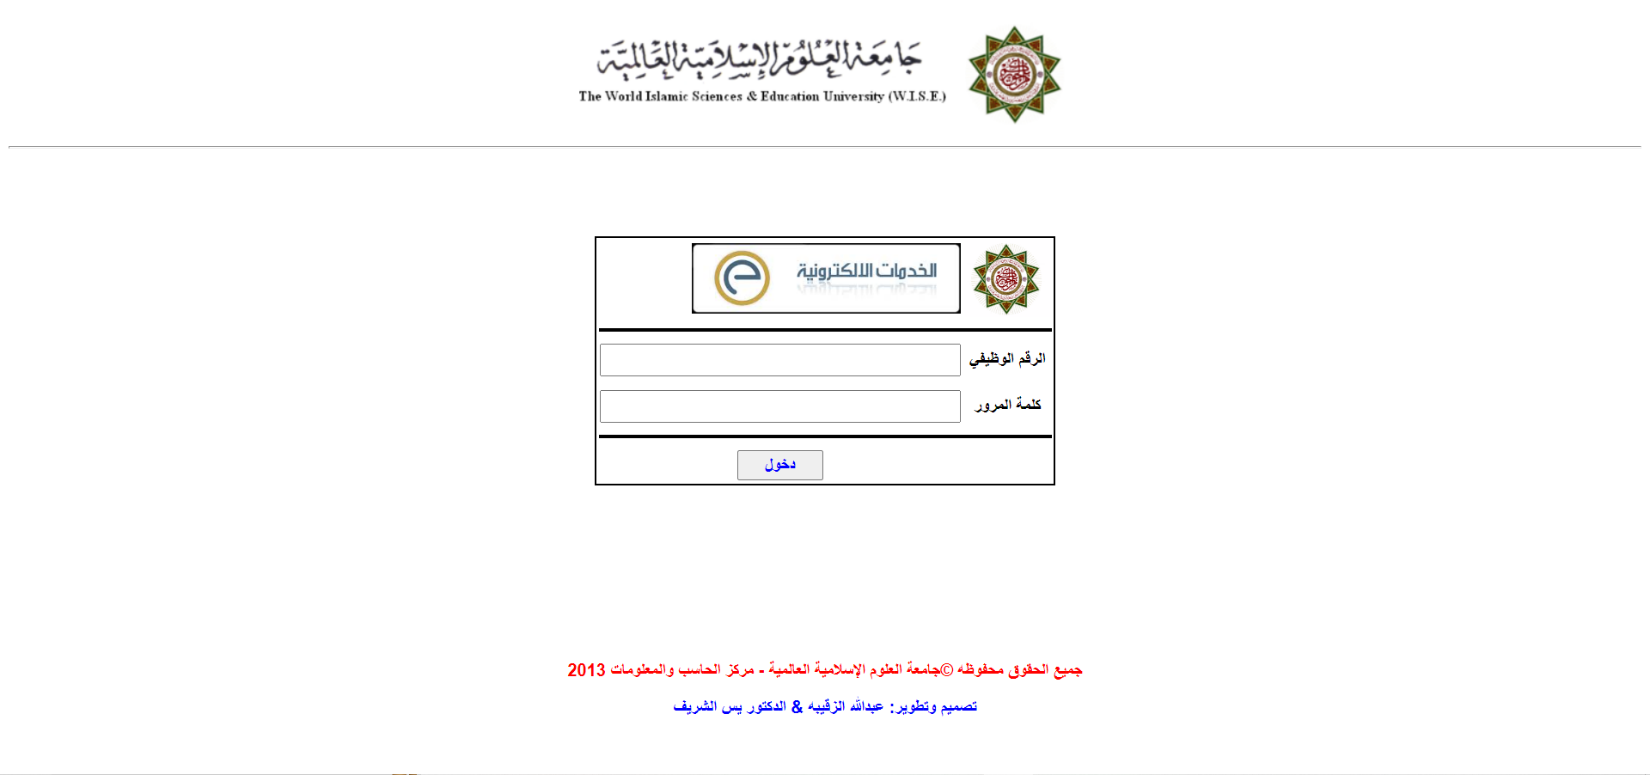 جامعة العلوم الإسلامية العالمية
The World Islamic Sciences & Education University (W.I.S.E.)
الخدمات الالكترونية
الرقم الوظيفي
كلمة المرور
دخول
جميع الحقوق محفوظه ©جامعة العلوم الإسلامية العالمية - مركز الحاسب والمعلومات 2013
تصميم وتطوير: عبدالله الزقيبه & الدكتور يس الشريف